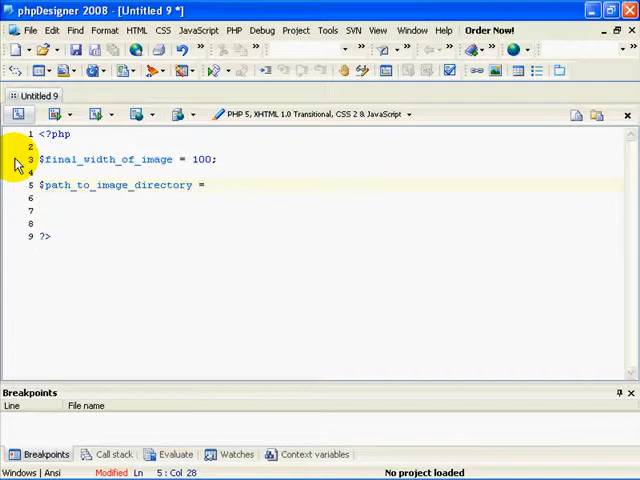 phpDesigner 2008 - [Untitled 9 *]
File Edit Find Format HTML CSS JavaScript PHP Debug Project Tools SVN Window Help Order Now!
Untitled 9
PHP 5, XHTML 1.0 Transitional, CSS 2 & JavaScript
1 <?php
2
3 $final_width_of_image = 100;
4
5 $path_to_image_directory =
6
7
8
9 ?>
Breakpoints
Line File name
Breakpoints Call stack Evaluate Watches Context variables
Windows | Ansi Modified Ln 5 : Col 28 No project loaded